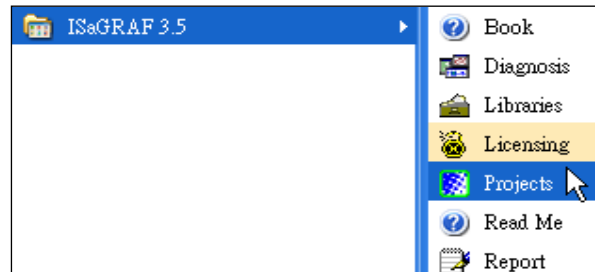 ISaGRAF 3.5
Book
Diagnosis
Libraries
Licensing
Projects
Read Me
Report